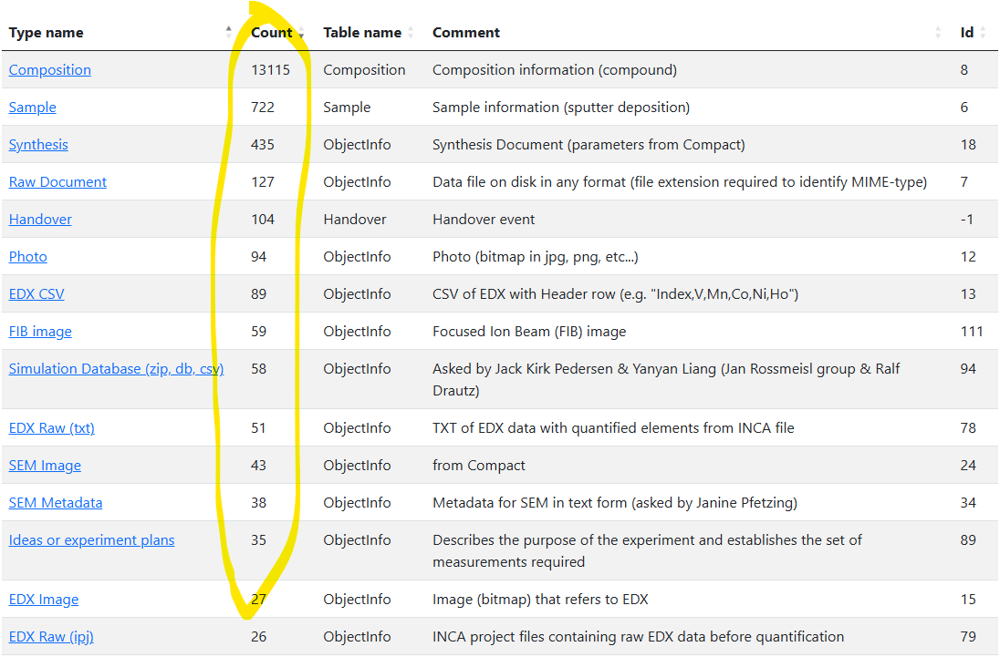 Type name Count Table name Comment Id
Composition 13115 Composition Composition information (compound) 8
Sample 722 Sample Sample information (sputter deposition) 6
Synthesis 435 ObjectInfo Synthesis Document (parameters from Compact) 18
Raw Document 127 ObjectInfo Data file on disk in any format (file extension required to identify MIME-type) 7
Handover 104 Handover Handover event -1
Photo 94 ObjectInfo Photo (bitmap in jpg, png, etc...) 12
EDX CSV 89 ObjectInfo CSV of EDX with Header row (e.g. "Index,V,Mn,Co,Ni,Ho") 13
FIB image 59 ObjectInfo Focused Ion Beam (FIB) image 111
Simulation Database (zip, db, csv) 58 ObjectInfo Asked by Jack Kirk Pedersen & Yanyan Liang (Jan Rossmeisl group & Ralf 94
Drautz)
EDX Raw (txt) 51 ObjectInfo TXT of EDX data with quantified elements from INCA file 78
SEM Image 43 ObjectInfo from Compact 24
SEM Metadata 38 ObjectInfo Metadata for SEM in text form (asked by Janine Pfetzing) 34
Ideas or experiment plans 35 ObjectInfo Describes the purpose of the experiment and establishes the set of 89
measurements required
EDX Image 27 ObjectInfo Image (bitmap) that refers to EDX 15
EDX Raw (ipj) 26 ObjectInfo INCA project files containing raw EDX data before quantification 79